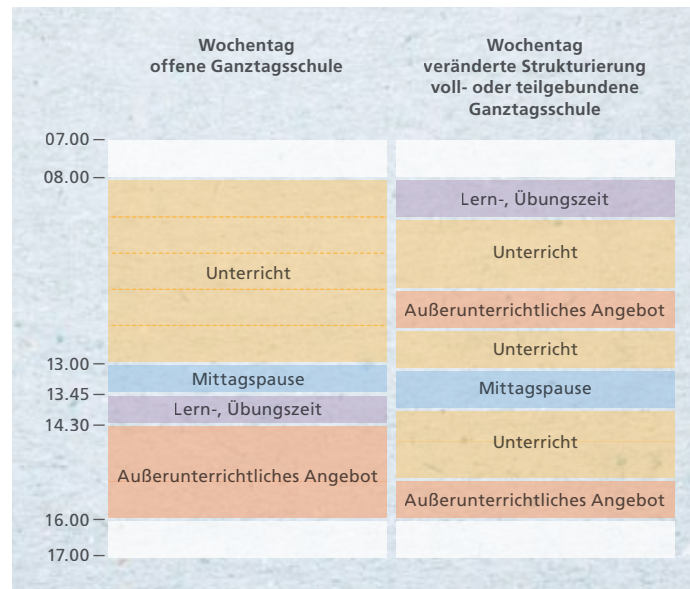 Wochentag
offene Ganztagsschule
Wochentag
veränderte Strukturierung
voll- oder teilgebundene
Ganztagsschule
07.00
08.00
13.00
13.45
14.30
16.00
17.00
Unterricht
Mittagspause
Lern-, Übungszeit
Außerunterrichtliches Angebot
Lern-, Übungszeit
Unterricht
Außerunterrichtliches Angebot
Unterricht
Mittagspause
Unterricht
Außerunterrichtliches Angebot